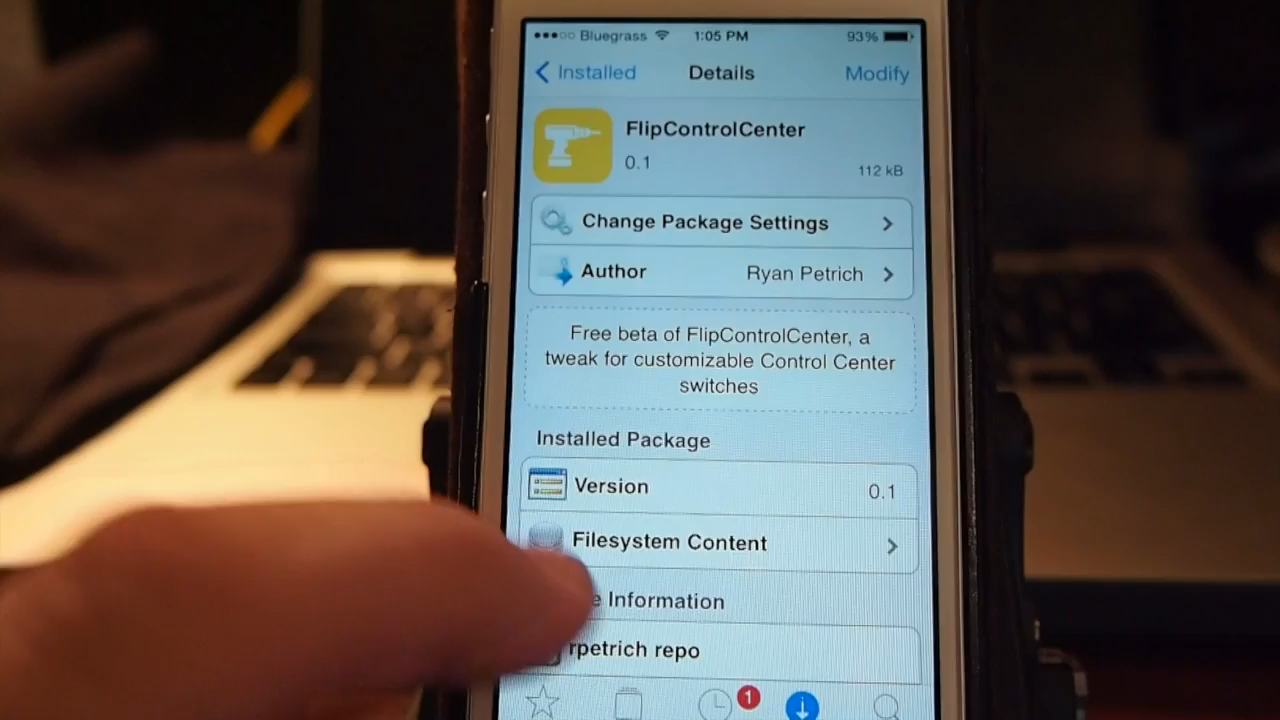 Bluegrass 1:05 PM 93%
Installed Details Modify
FlipControlCenter
0.1
112 kB
Change Package Settings
Author Ryan Petrich
Free beta of FlipControlCenter, a
tweak for customizable Control Center
switches
Installed Package
Version 0.1
Filesystem Content
Information
rpetrich repo
1